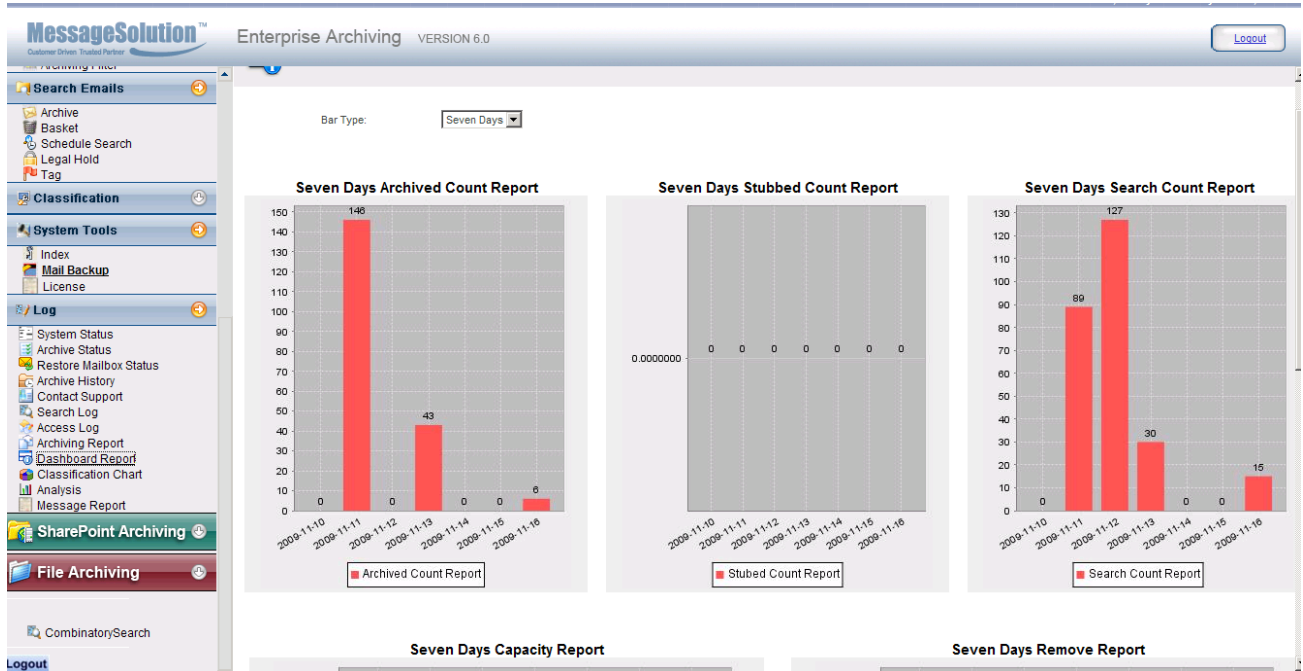 MessageSolution™
Customer Driven Trusted Partner
Enterprise Archiving VERSION 6.0
Logout
Archiving Filter
Search Emails
Archive
Basket
Schedule Search
Legal Hold
Tag
Classification
System Tools
Index
Mail Backup
License
Log
System Status
Archive Status
Restore Mailbox Status
Archive History
Contact Support
Search Log
Access Log
Archiving Report
Dashboard Report
Classification Chart
Analysis
Message Report
SharePoint Archiving
File Archiving
CombinatorySearch
Logout
Bar Type: Seven Days
Seven Days Archived Count Report
150
140
130
120
110
100
90
80
70
60
50
40
30
20
10
0
0 146 0 43 0 0 6
2009-11-10 2009-11-11 2009-11-12 2009-11-13 2009-11-14 2009-11-15 2009-11-16
Archived Count Report
Seven Days Stubbed Count Report
0.0000000
0 0 0 0 0 0 0
2009-11-10 2009-11-11 2009-11-12 2009-11-13 2009-11-14 2009-11-15 2009-11-16
Stubed Count Report
Seven Days Search Count Report
130
120
110
100
90
80
70
60
50
40
30
20
10
0
0 89 127 30 0 0 15
2009-11-10 2009-11-11 2009-11-12 2009-11-13 2009-11-14 2009-11-15 2009-11-16
Search Count Report
Seven Days Capacity Report
Seven Days Remove Report